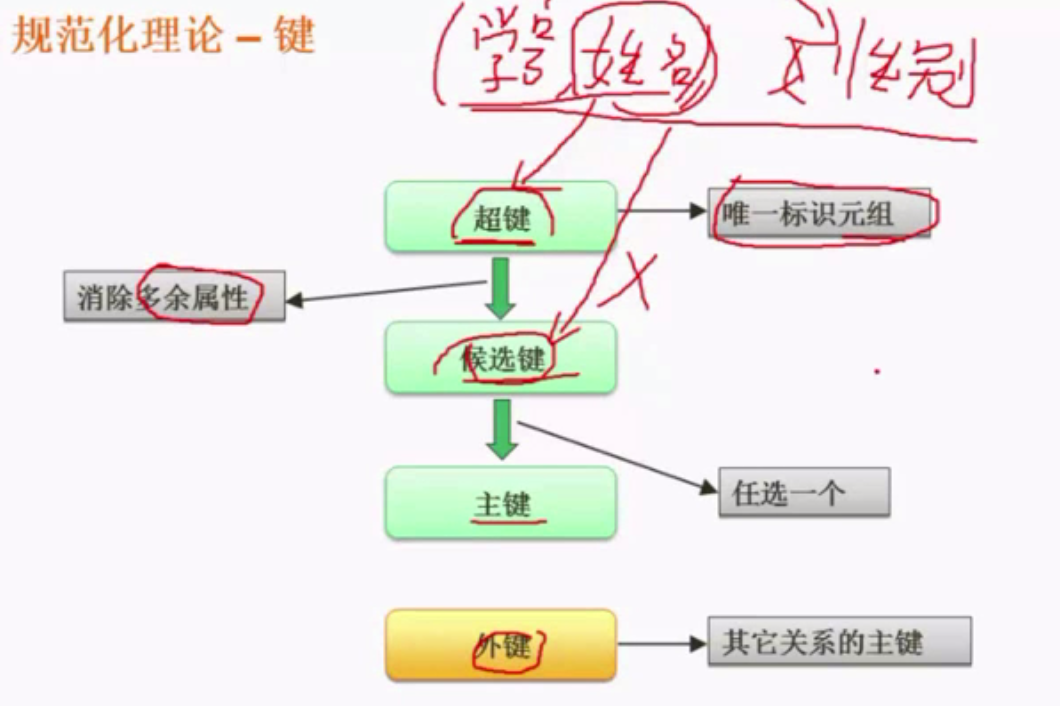 规范化理论 – 键
学号 姓名 性别
超键
唯一标识元组
消除多余属性
X
候选键
主键
任选一个
外键
其它关系的主键